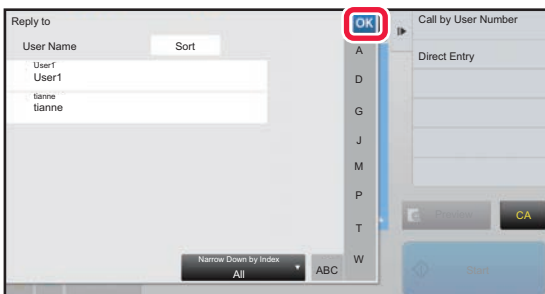 Reply to
OK
User Name
Sort
User1
User1
tianne
tianne
A
D
G
J
M
P
T
W
Narrow Down by Index
All
ABC
Call by User Number
Direct Entry
CA
Start